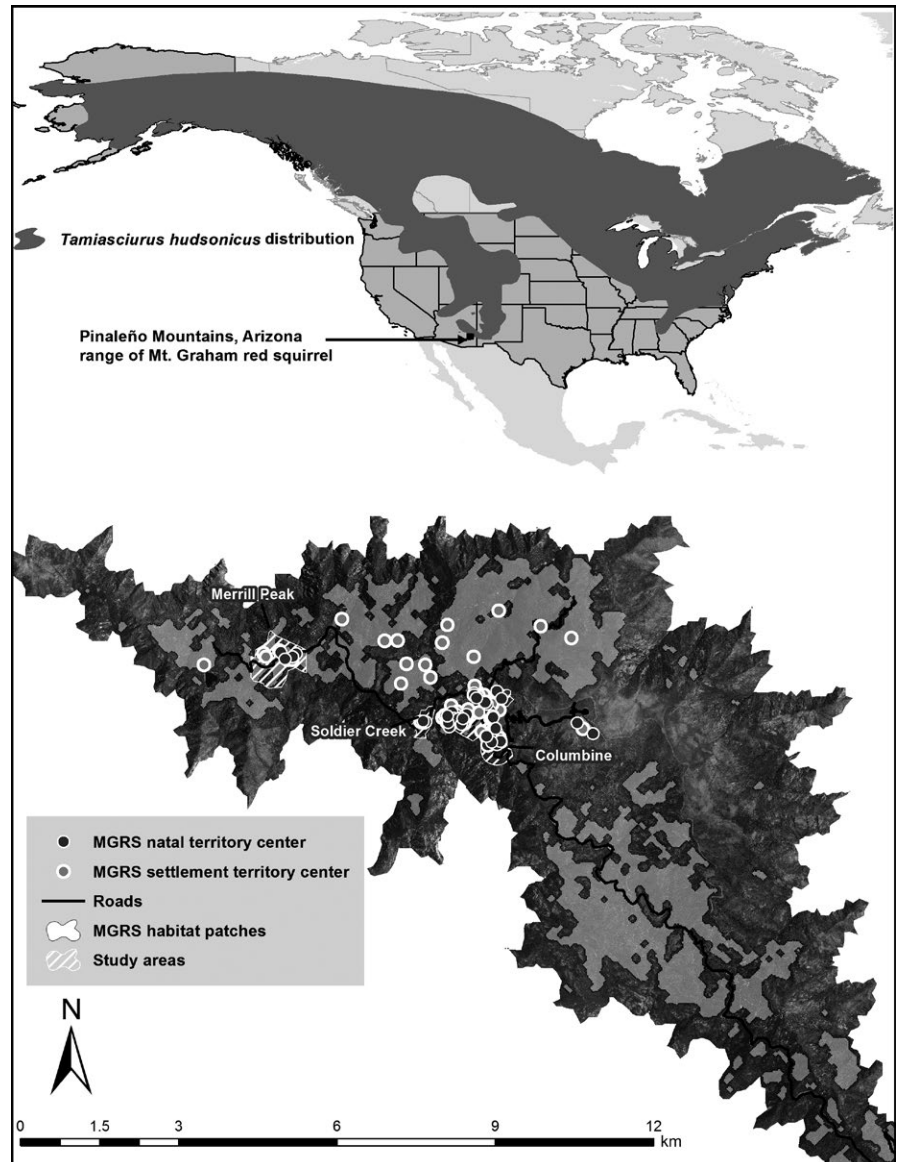 Tamiasciurus hudsonicus distribution
Pinaleño Mountains, Arizona
range of Mt. Graham red squirrel
Merrill Peak
Soldier Creek
Columbine
MGRS natal territory center
MGRS settlement territory center
Roads
MGRS habitat patches
Study areas
N
0 1.5 3 6 9 12
km